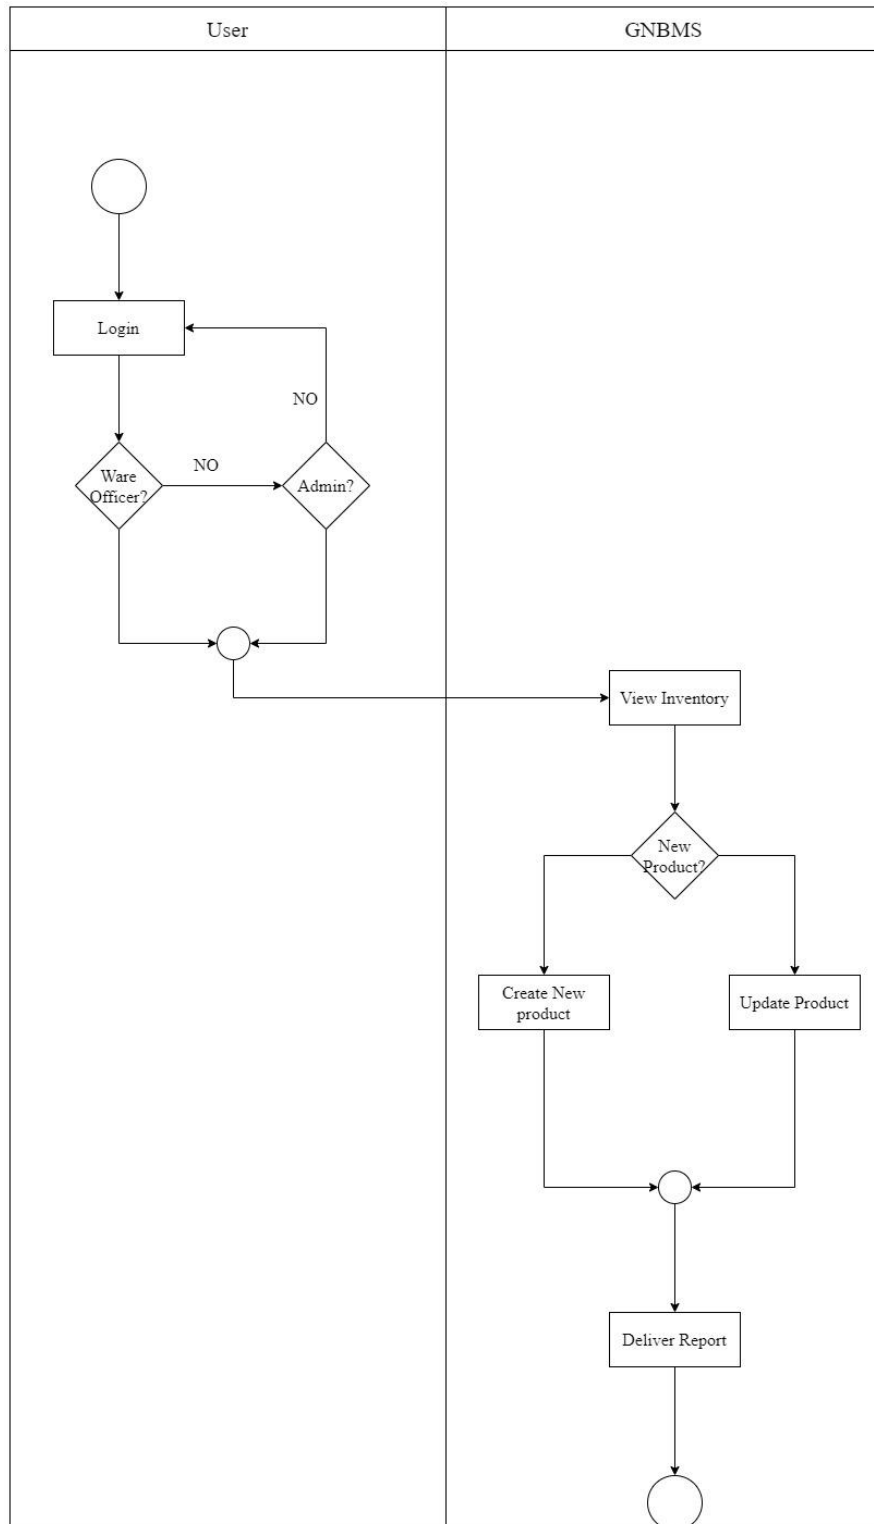 User
GNBMS
Login
NO
Ware
Officer?
NO
Admin?
View Inventory
New
Product?
Create New
product
Update Product
Deliver Report